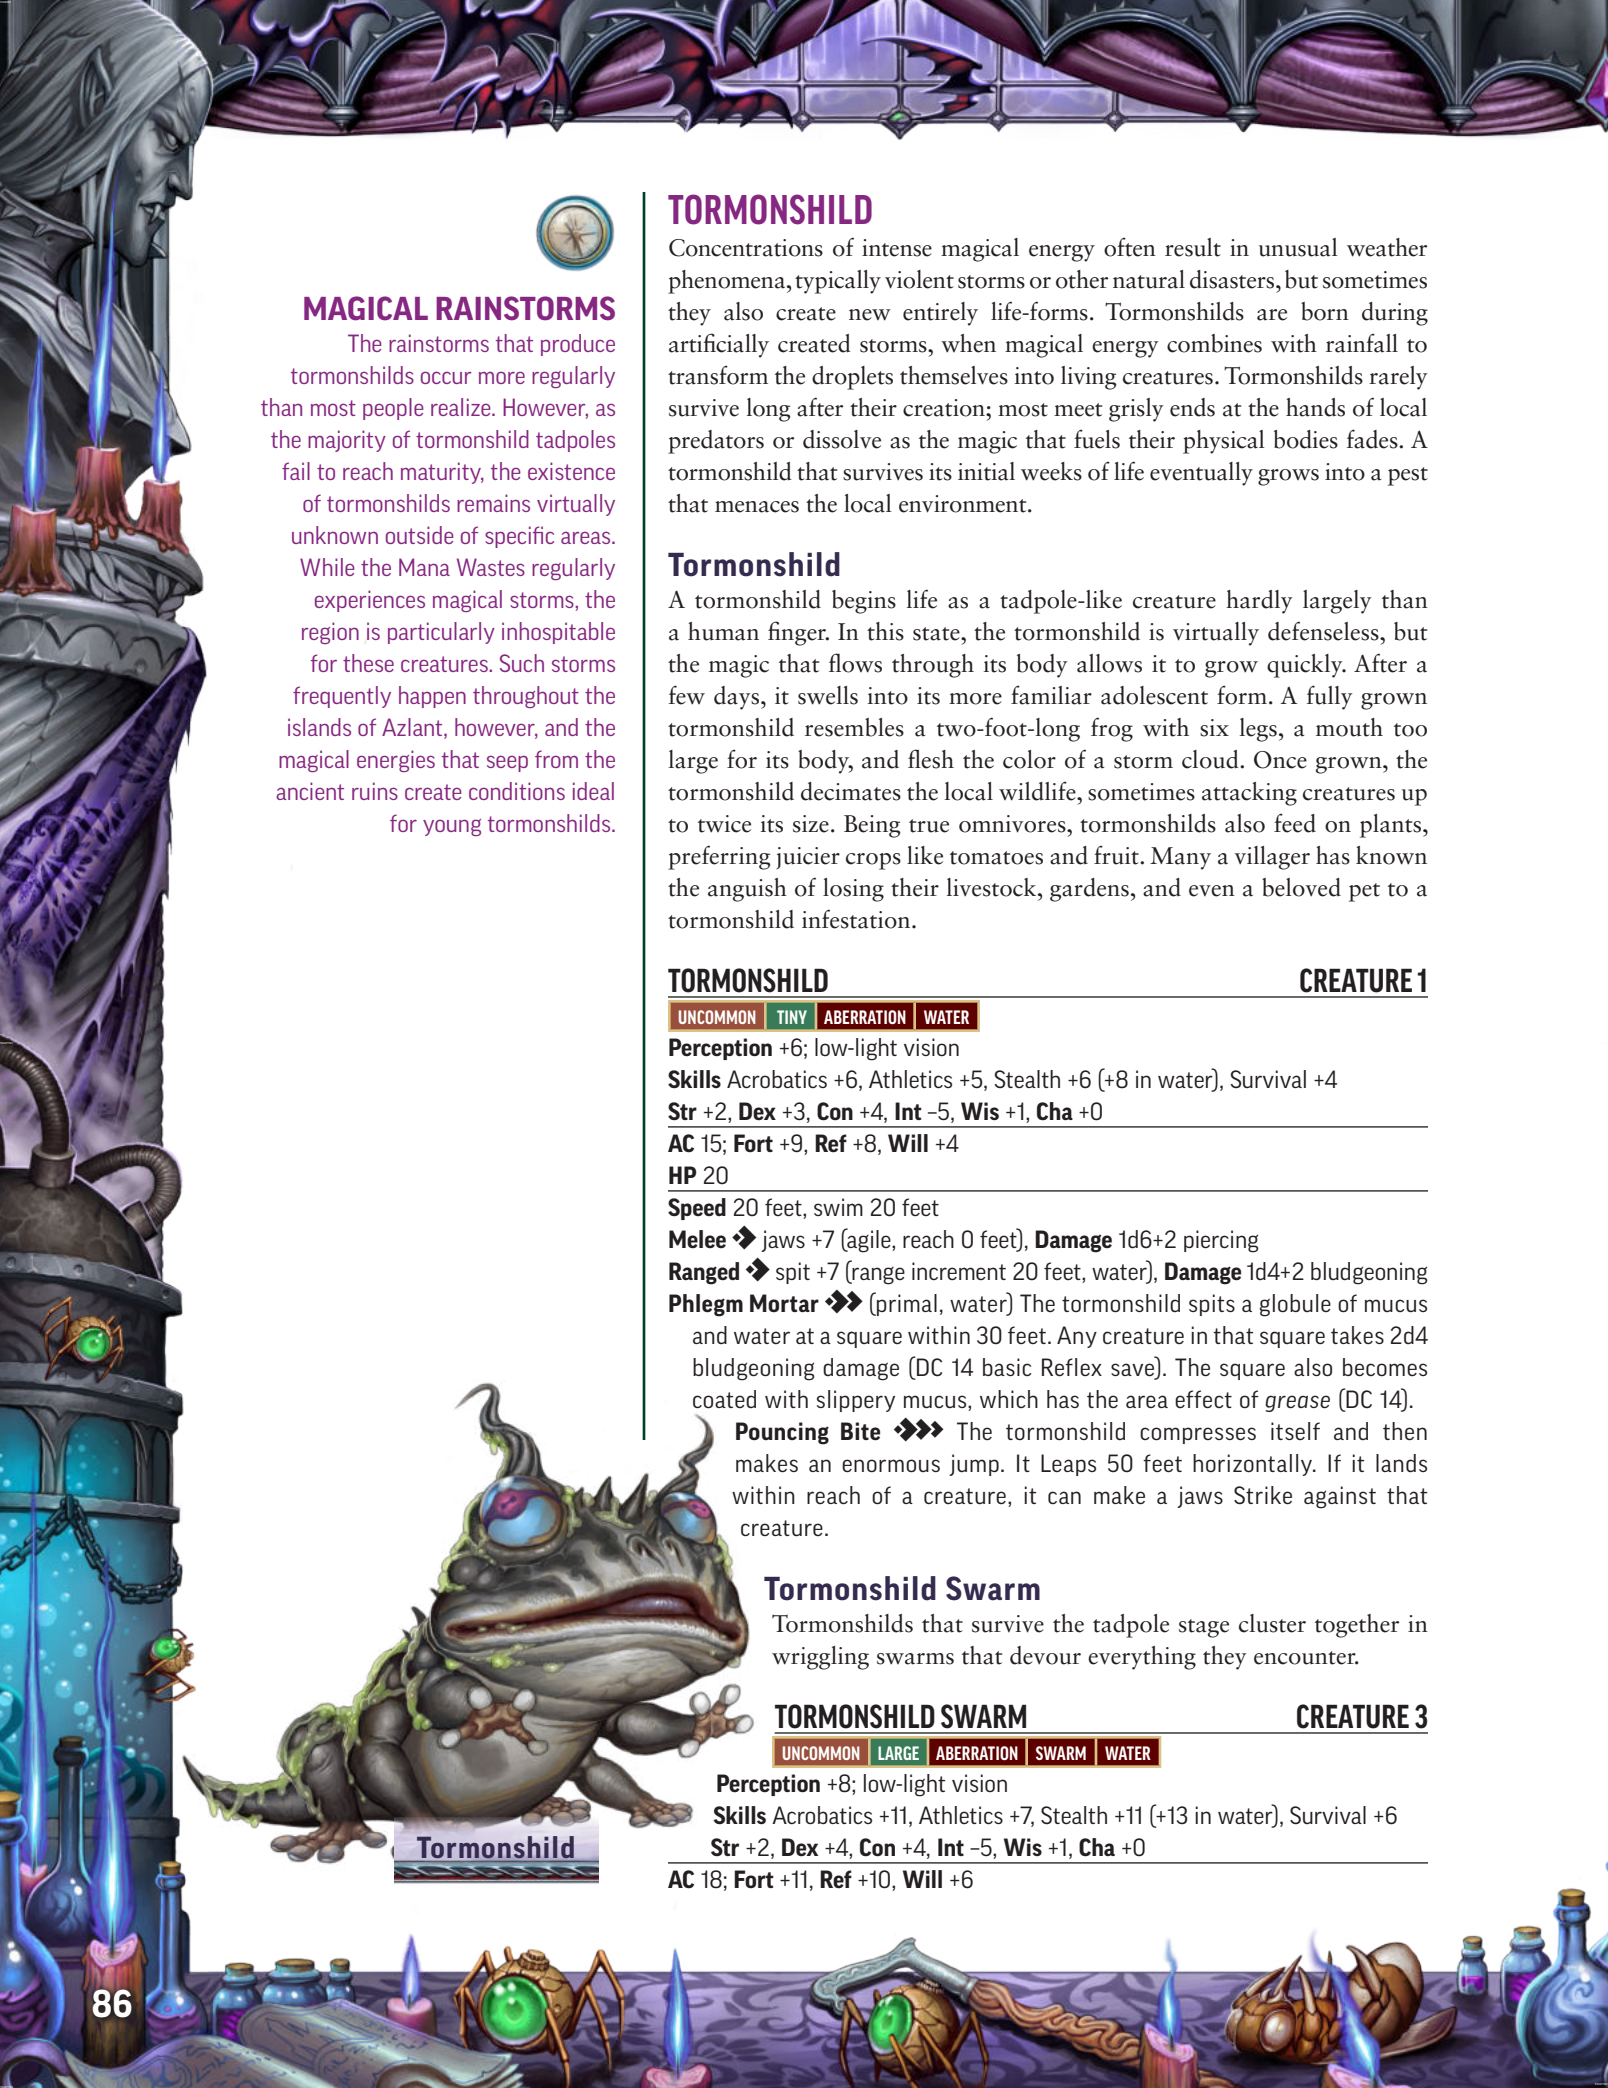 MAGICAL RAINSTORMS
The rainstorms that produce
tormonshilds occur more regularly
than most people realize. However, as
the majority of tormonshild tadpoles
fail to reach maturity, the existence
of tormonshilds remains virtually
unknown outside of specific areas.
While the Mana Wastes regularly
experiences magical storms, the
region is particularly inhospitable
for these creatures. Such storms
frequently happen throughout the
islands of Azlant, however, and the
magical energies that seep from the
ancient ruins create conditions ideal
for young tormonshilds.
TORMONSHILD
Concentrations of intense magical energy often result in unusual weather
phenomena, typically violent storms or other natural disasters, but sometimes
they also create new entirely life-forms. Tormonshilds are born during
artificially created storms, when magical energy combines with rainfall to
transform the droplets themselves into living creatures. Tormonshilds rarely
survive long after their creation; most meet grisly ends at the hands of local
predators or dissolve as the magic that fuels their physical bodies fades. A
tormonshild that survives its initial weeks of life eventually grows into a pest
that menaces the local environment.
Tormonshild
A tormonshild begins life as a tadpole-like creature hardly largely than
a human finger. In this state, the tormonshild is virtually defenseless, but
the magic that flows through its body allows it to grow quickly. After a
few days, it swells into its more familiar adolescent form. A fully grown
tormonshild resembles a two-foot-long frog with six legs, a mouth too
large for its body, and flesh the color of a storm cloud. Once grown, the
tormonshild decimates the local wildlife, sometimes attacking creatures up
to twice its size. Being true omnivores, tormonshilds also feed on plants,
preferring juicier crops like tomatoes and fruit. Many a villager has known
the anguish of losing their livestock, gardens, and even a beloved pet to a
tormonshild infestation.
TORMONSHILD CREATURE 1
UNCOMMON TINY ABERRATION WATER
Perception +6; low-light vision
Skills Acrobatics +6, Athletics +5, Stealth +6 (+8 in water), Survival +4
Str +2, Dex +3, Con +4, Int –5, Wis +1, Cha +0
AC 15; Fort +9, Ref +8, Will +4
HP 20
Speed 20 feet, swim 20 feet
Melee jaws +7 (agile, reach 0 feet), Damage 1d6+2 piercing
Ranged spit +7 (range increment 20 feet, water), Damage 1d4+2 bludgeoning
Phlegm Mortar (primal, water) The tormonshild spits a globule of mucus
and water at a square within 30 feet. Any creature in that square takes 2d4
bludgeoning damage (DC 14 basic Reflex save). The square also becomes
coated with slippery mucus, which has the area effect of grease (DC 14).
Pouncing Bite The tormonshild compresses itself and then
makes an enormous jump. It Leaps 50 feet horizontally. If it lands
within reach of a creature, it can make a jaws Strike against that
creature.
Tormonshild Swarm
Tormonshilds that survive the tadpole stage cluster together in
wriggling swarms that devour everything they encounter.
TORMONSHILD SWARM CREATURE 3
UNCOMMON LARGE ABERRATION SWARM WATER
Perception +8; low-light vision
Skills Acrobatics +11, Athletics +7, Stealth +11 (+13 in water), Survival +6
Str +2, Dex +4, Con +4, Int –5, Wis +1, Cha +0
AC 18; Fort +11, Ref +10, Will +6
Tormonshild
86